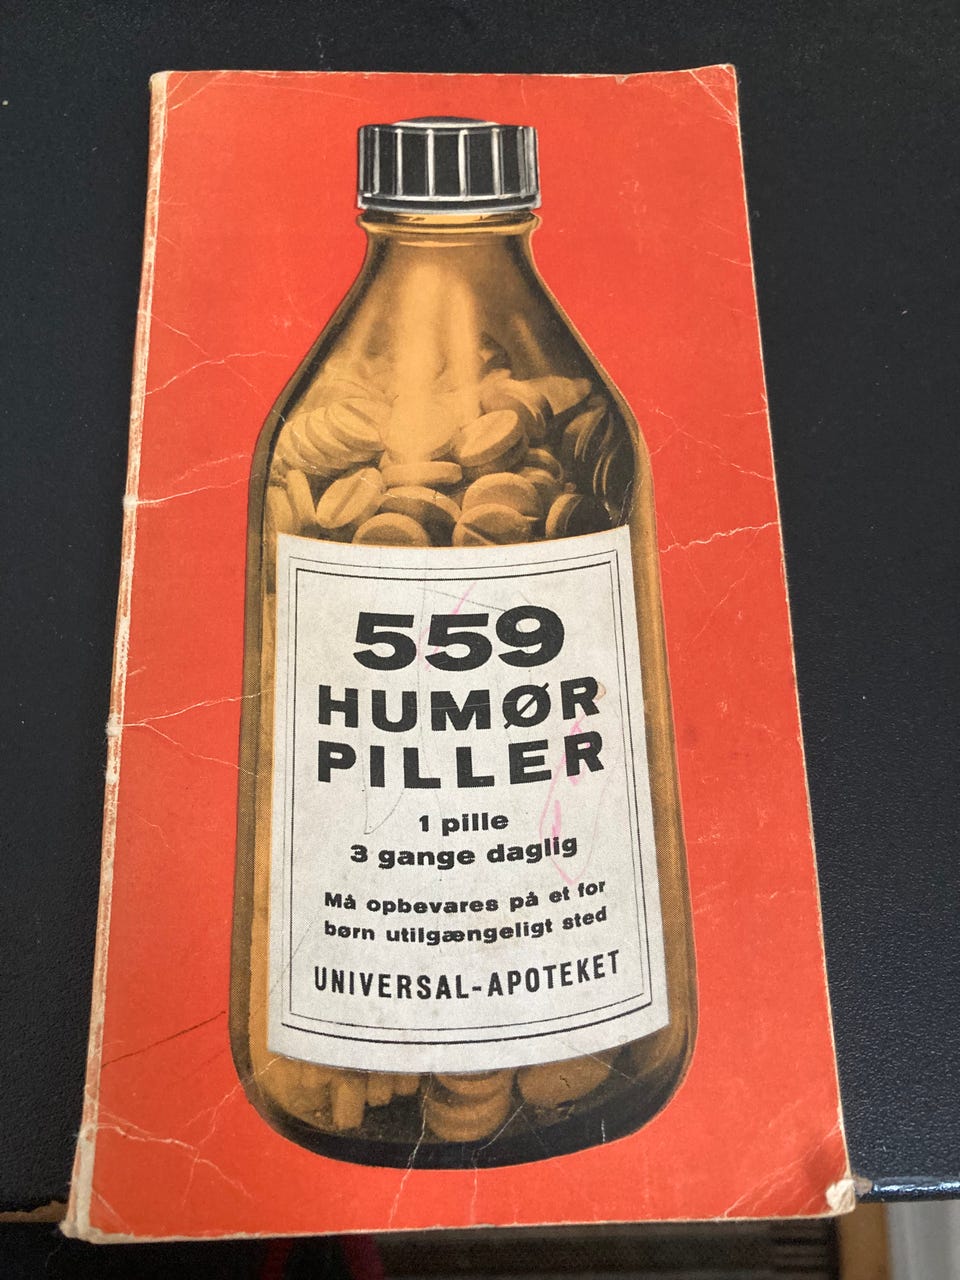 559
HUMØR
PILLER
1 pille
3 gange daglig
Må opbevares på et for
børn utilgængeligt sted
UNIVERSAL-APOTEKET